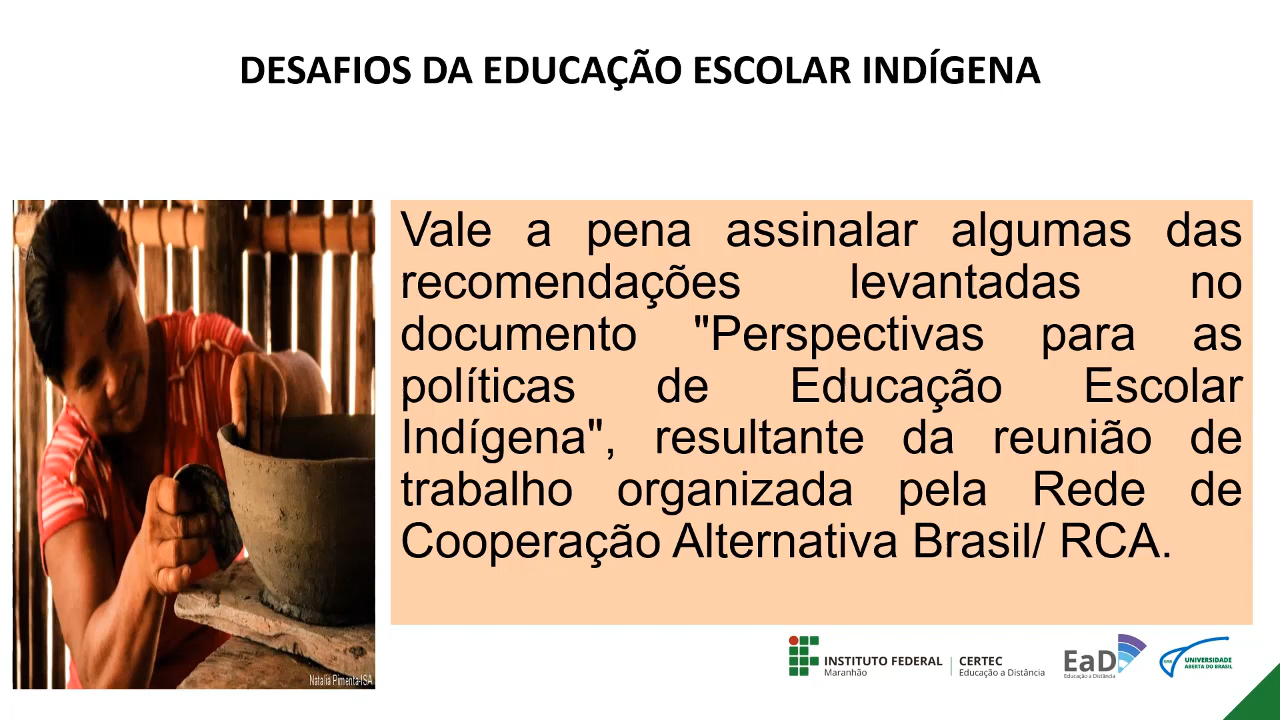 DESAFIOS DA EDUCAÇÃO ESCOLAR INDÍGENA
Vale a pena assinalar algumas das
recomendações levantadas no
documento "Perspectivas para as
políticas de Educação Escolar
Indígena", resultante da reunião de
trabalho organizada pela Rede de
Cooperação Alternativa Brasil/ RCA.
Natalia Pimenta-ISA
INSTITUTO FEDERAL
Maranhão
CERTEC
Educação a Distância
EaD
Educação a Distância
UNIVERSIDADE
ABERTA DO BRASIL